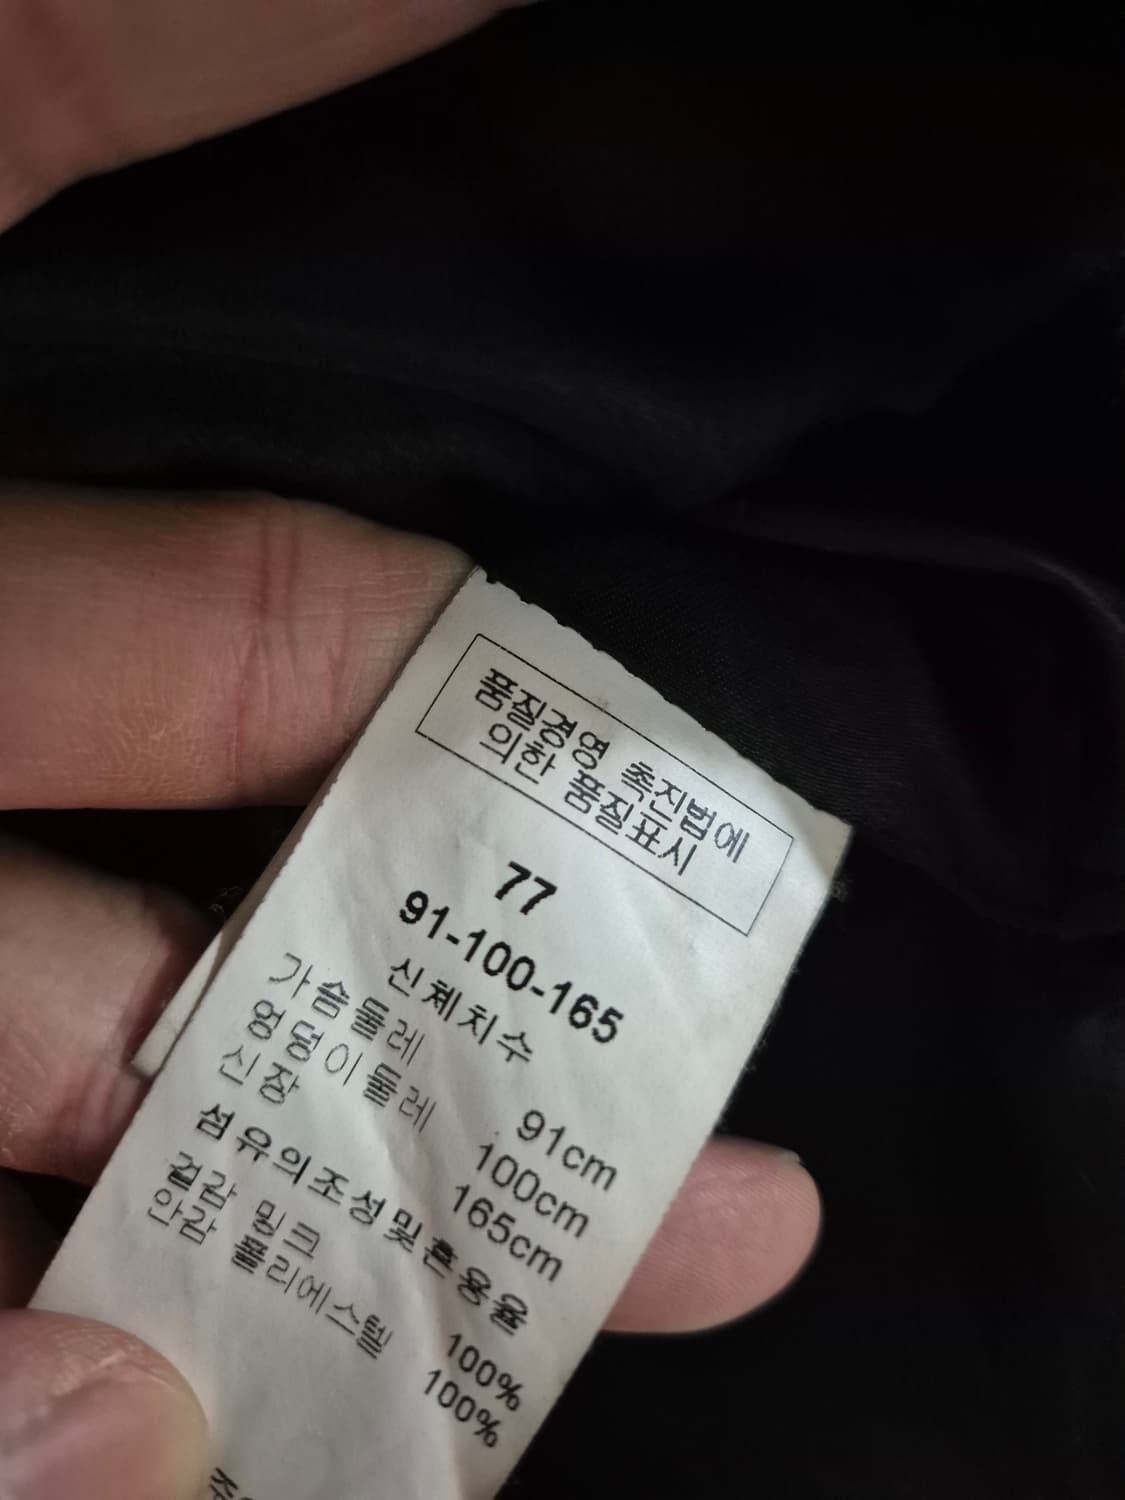 품질경영 촉진법에
의한 품질표시
77
91-100-165
신체치수
가슴둘레 91cm
엉덩이둘레 100cm
신장 165cm
섬유의조성및혼용율
겉감 밍크 100%
안감 폴리에스텔 100%